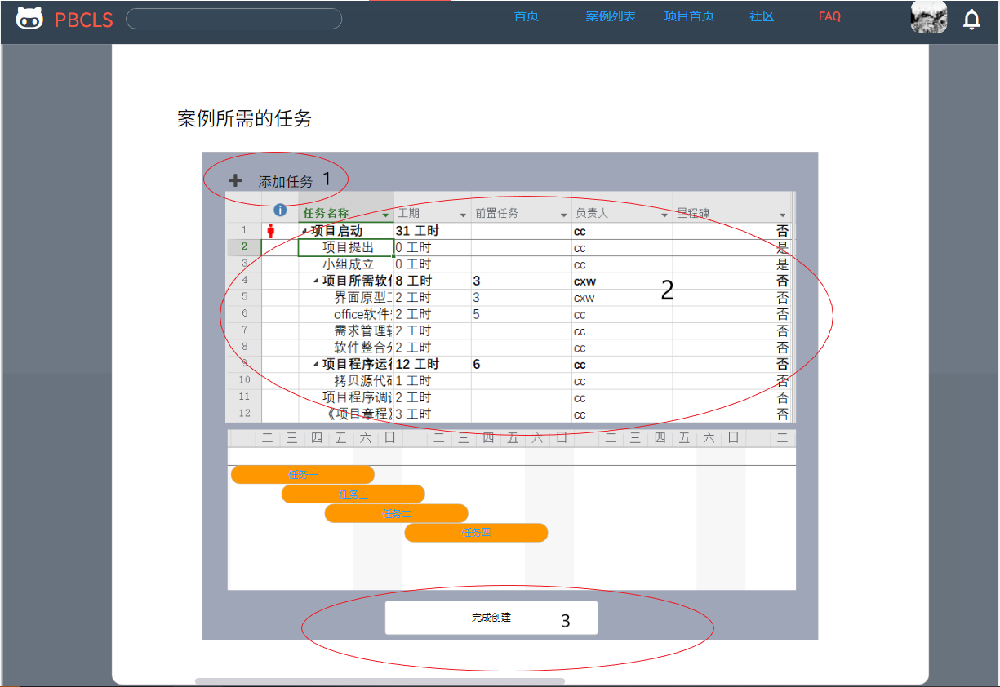 PBCLS 首页 案例列表 项目首页 社区 FAQ
案例所需的任务
添加任务 1
任务名称 工期 前置任务 负责人 里程碑
1 项目启动 31 工时 cc 否
2 项目提出 0 工时 cc 是
3 小组成立 0 工时 cc 是
4 项目所需软 8 工时 3 cxw 否
2
5 界面原型 2 工时 3 cxw 否
6 office软件 2 工时 5 cc 否
7 需求管理 2 工时 cc 否
8 软件整合 2 工时 cc 否
9 项目程序运 12 工时 6 cc 否
10 拷贝源代 1 工时 cc 否
11 项目程序调 2 工时 cc 否
12 《项目章程》 3 工时 cc 否
一 二 三 四 五 六 日 一 二 三 四 五 六 日 一 二 三 四 五 六 日 一 二
任务一
任务三
任务二
任务四
完成创建 3